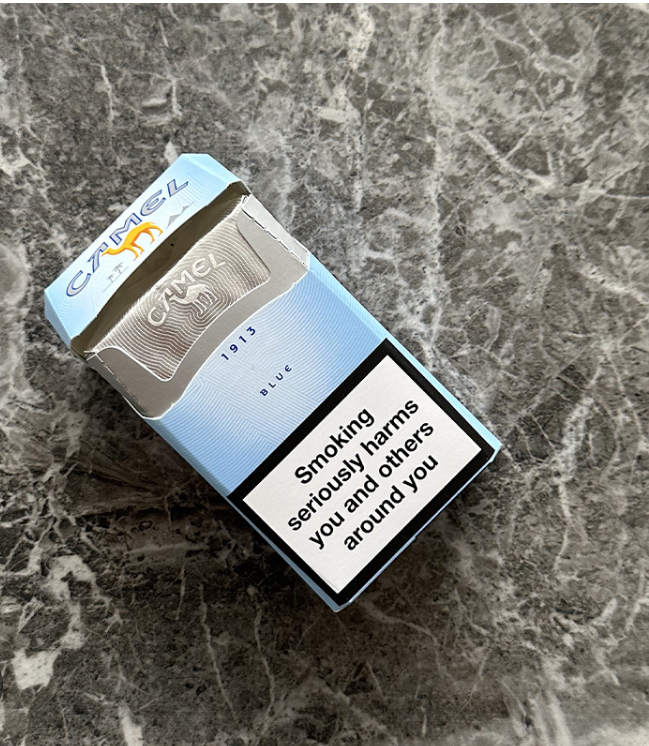 CAMEL
CAMEL
1913
BLUE
Smoking
seriously harms
you and others
around you